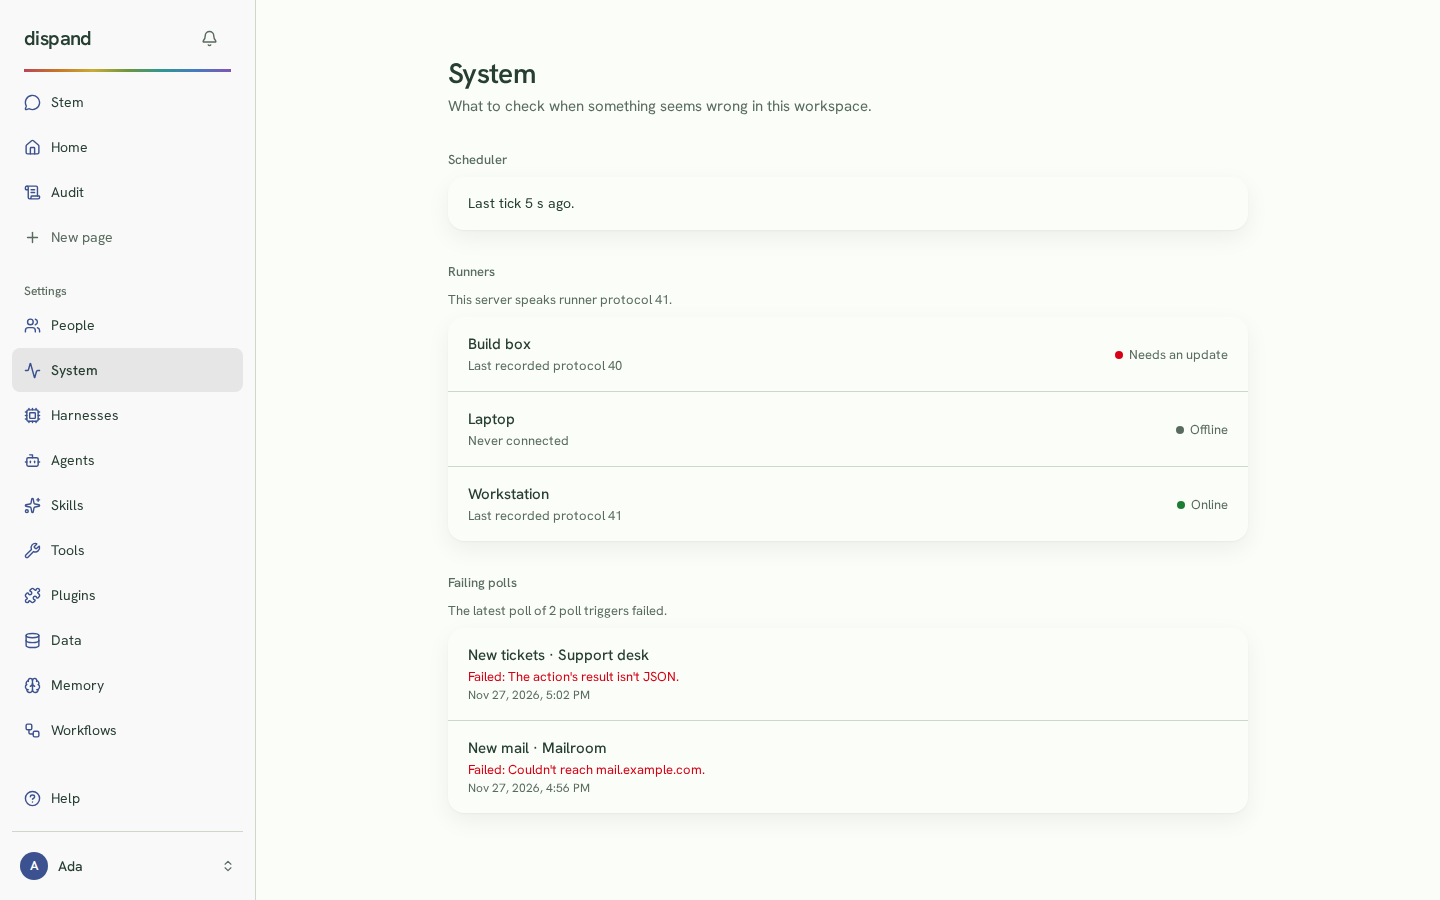 dispand
Stem
Home
Audit
New page
Settings
People
System
Harnesses
Agents
Skills
Tools
Plugins
Data
Memory
Workflows
Help
A
Ada
System
What to check when something seems wrong in this workspace.
Scheduler
Last tick 5 s ago.
Runners
This server speaks runner protocol 41.
Build box
Last recorded protocol 40
Needs an update
Laptop
Never connected
Offline
Workstation
Last recorded protocol 41
Online
Failing polls
The latest poll of 2 poll triggers failed.
New tickets · Support desk
Failed: The action's result isn't JSON.
Nov 27, 2026, 5:02 PM
New mail · Mailroom
Failed: Couldn't reach mail.example.com.
Nov 27, 2026, 4:56 PM